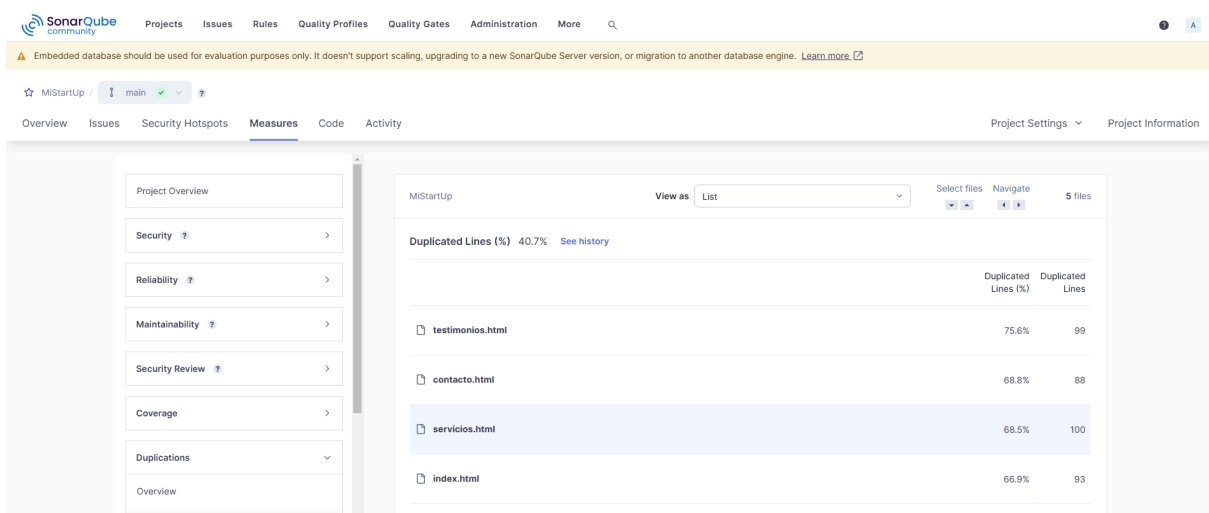 SonarQube
community
Projects Issues Rules Quality Profiles Quality Gates Administration More ? A
Embedded database should be used for evaluation purposes only. It doesn't support scaling, upgrading to a new SonarQube Server version, or migration to another database engine. Learn more
MiStartUp / main ?
Overview Issues Security Hotspots Measures Code Activity Project Settings Project Information
Project Overview
Security ?
Reliability ?
Maintainability ?
Security Review ?
Coverage
Duplications
Overview
MiStartUp View as List Select files Navigate 5 files
Duplicated Lines (%) 40.7% See history
Duplicated Duplicated
Lines (%) Lines
testimonios.html 75.6% 99
contacto.html 68.8% 88
servicios.html 68.5% 100
index.html 66.9% 93